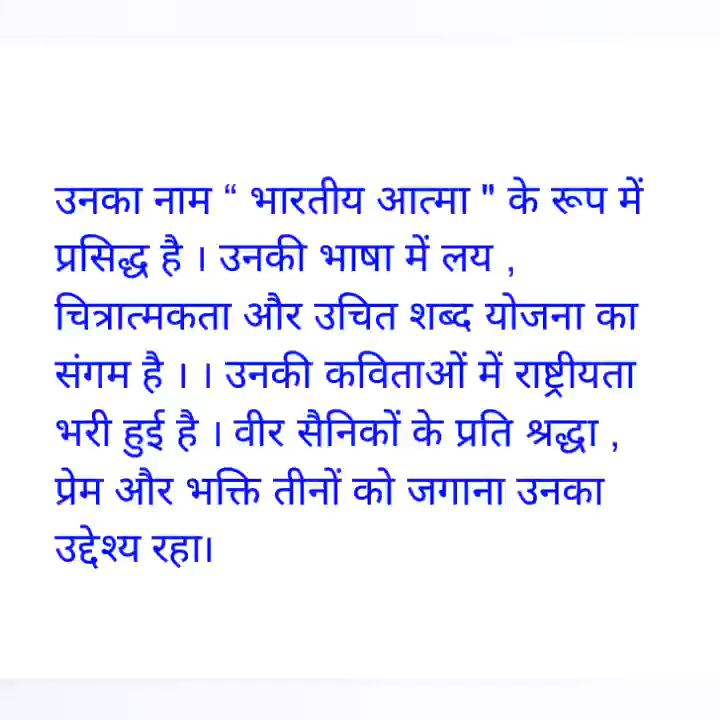 उनका नाम “ भारतीय आत्मा " के रूप में
प्रसिद्ध है । उनकी भाषा में लय ,
चित्रात्मकता और उचित शब्द योजना का
संगम है । । उनकी कविताओं में राष्ट्रीयता
भरी हुई है । वीर सैनिकों के प्रति श्रद्धा ,
प्रेम और भक्ति तीनों को जगाना उनका
उद्देश्य रहा।